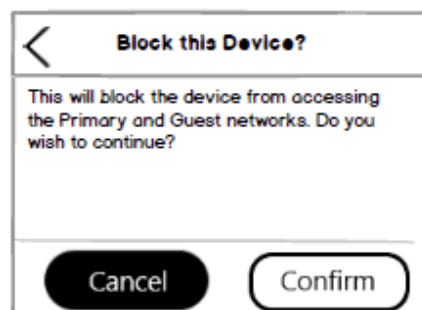 Block this Device?
This will block the device from accessing
the Primary and Guest networks. Do you
wish to continue?
Cancel Confirm